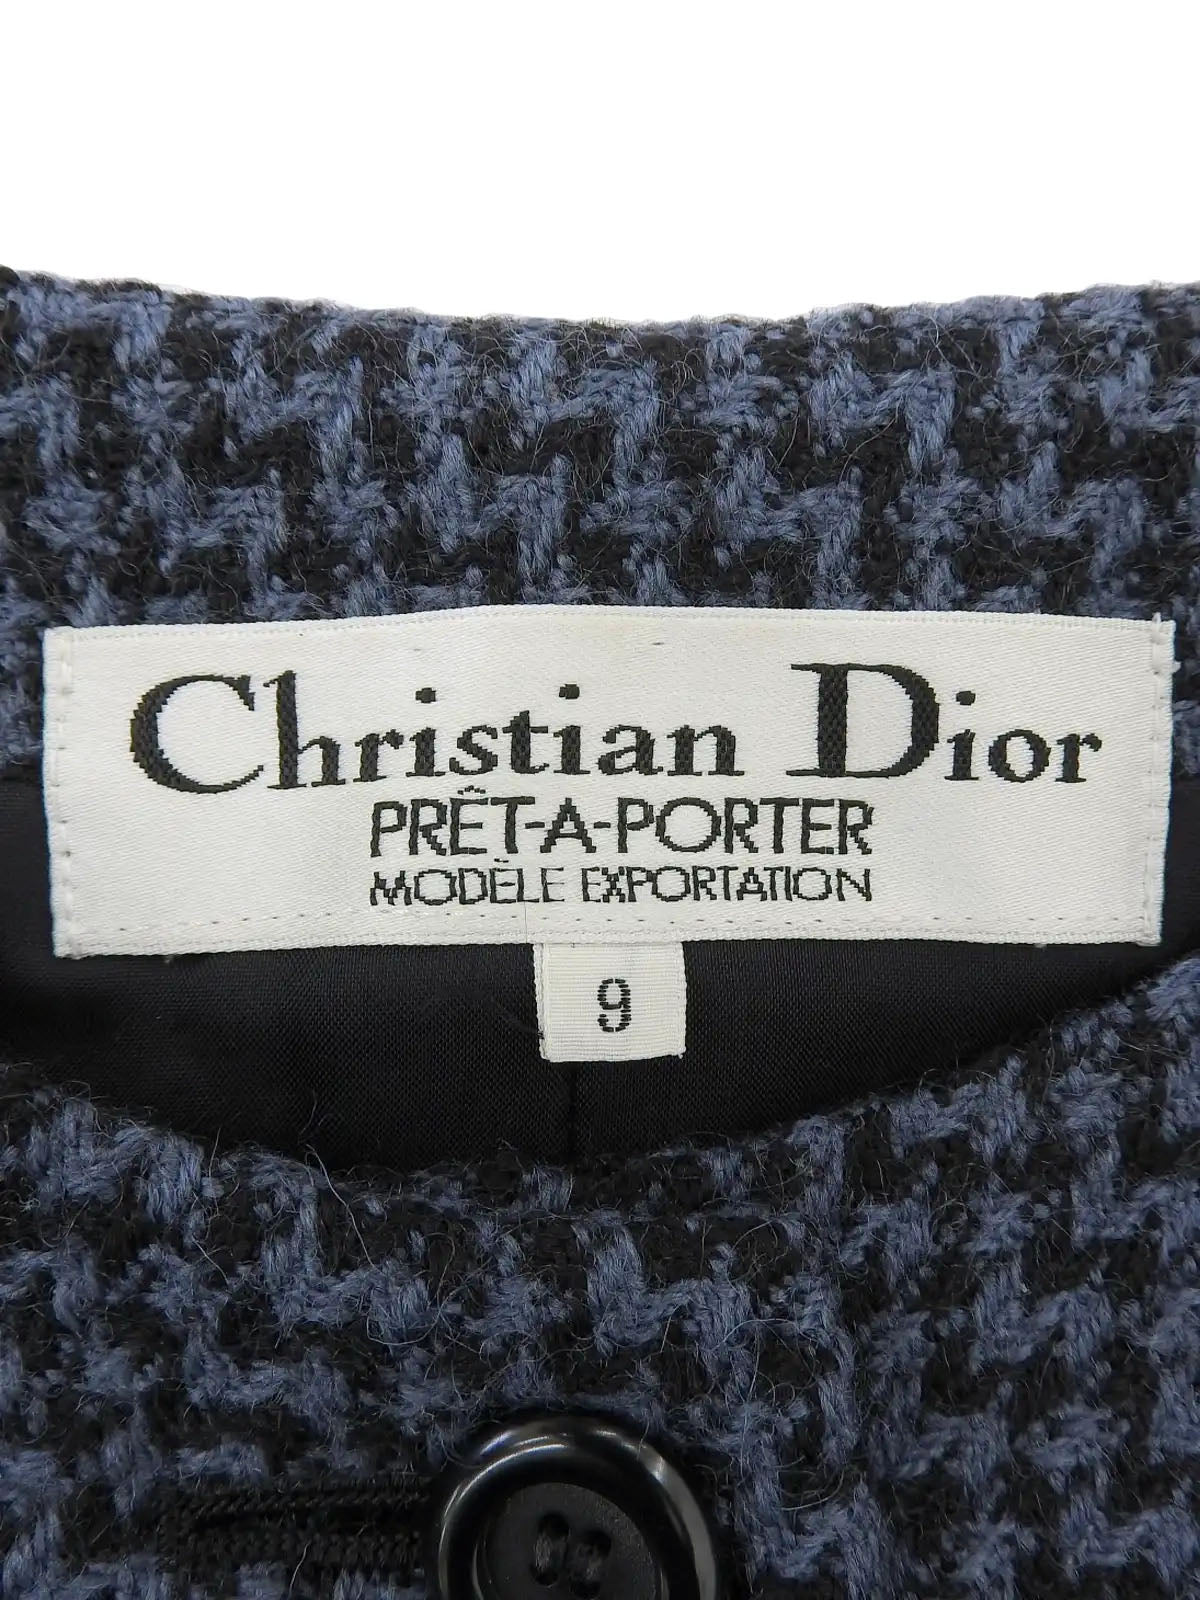 Christian Dior
PRÊT-A-PORTER
MODÈLE EXPORTATION
9